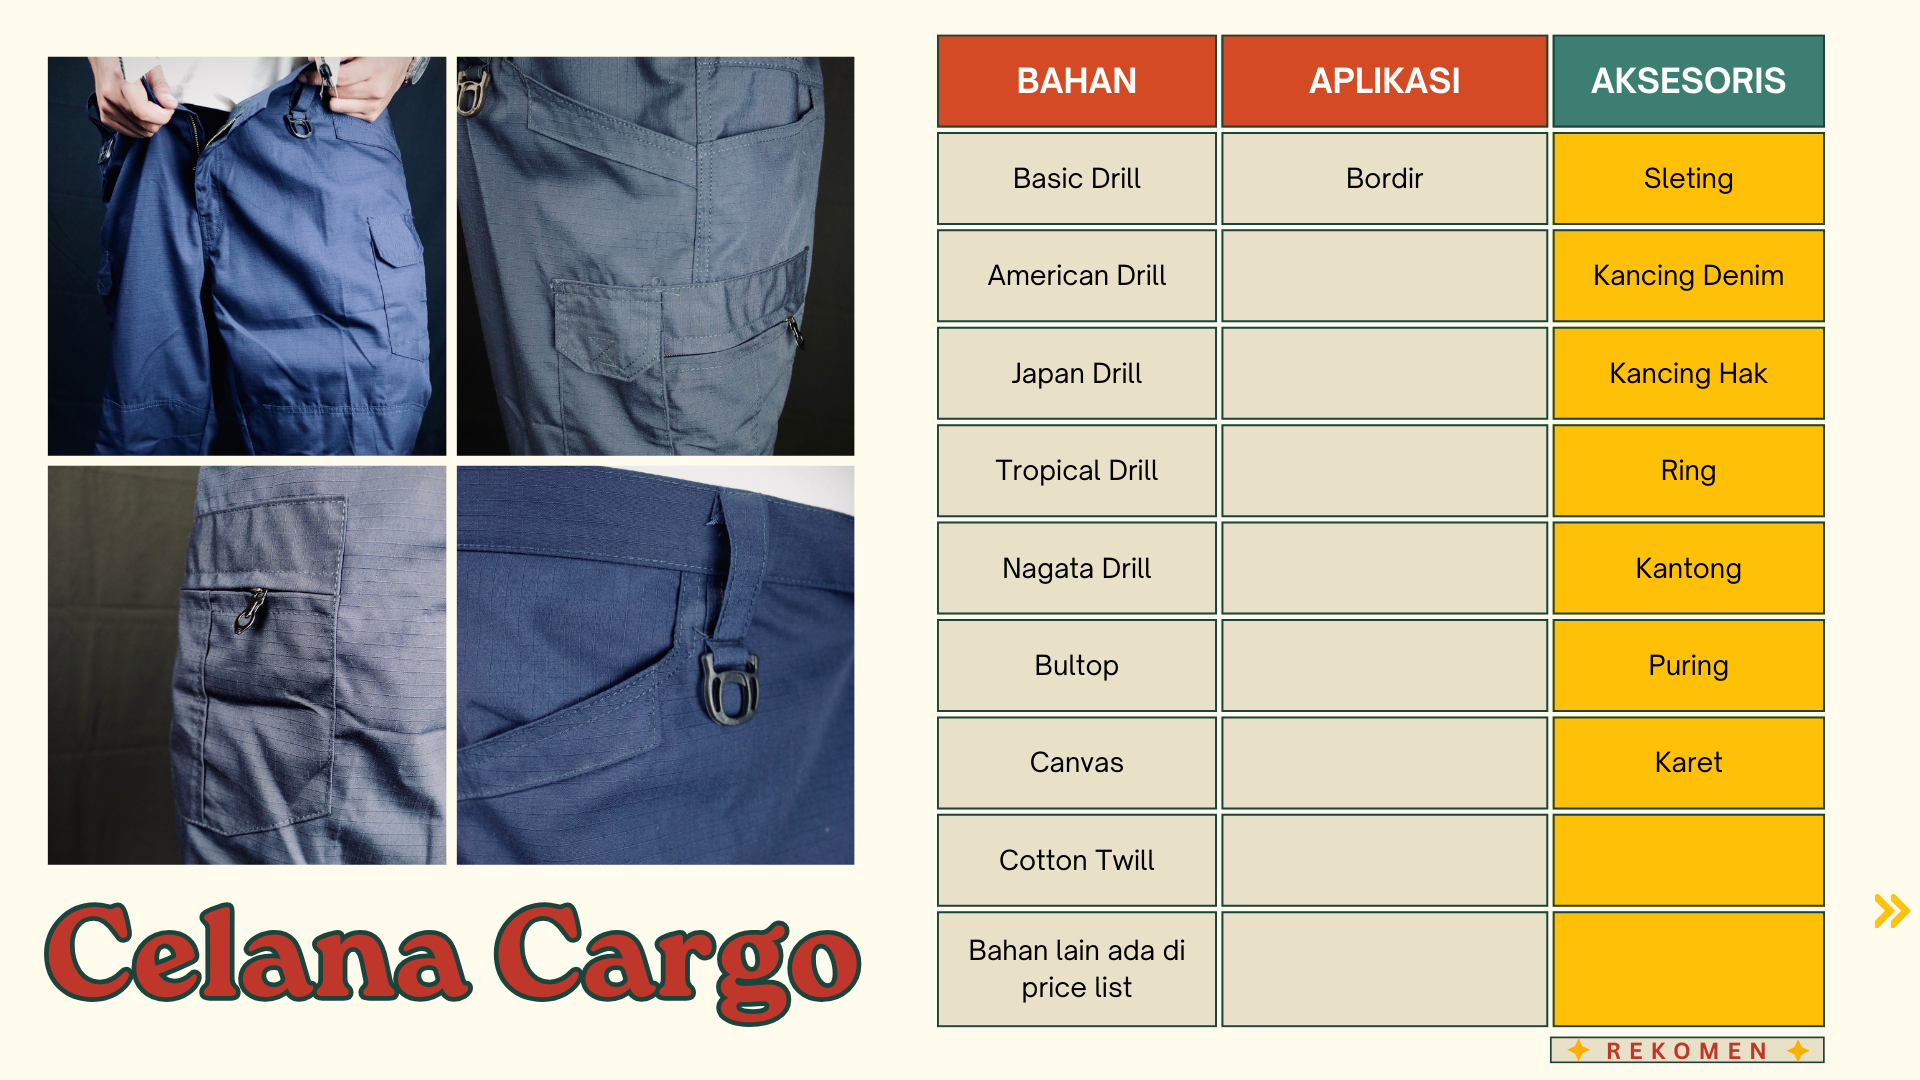 BAHAN APLIKASI AKSESORIS
Basic Drill Bordir Sleting
American Drill Kancing Denim
Japan Drill Kancing Hak
Tropical Drill Ring
Nagata Drill Kantong
Bultop Puring
Canvas Karet
Cotton Twill
Bahan lain ada di
price list
Celana Cargo
REKOMEN